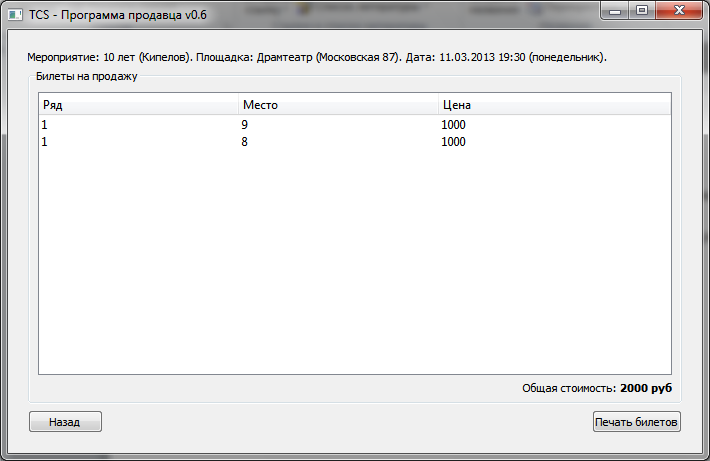 TCS - Программа продавца v0.6
Мероприятие: 10 лет (Кипелов). Площадка: Драмтеатр (Московская 87). Дата: 11.03.2013 19:30 (понедельник).
Билеты на продажу
Ряд Место Цена
1 9 1000
1 8 1000
Общая стоимость: 2000 руб
Назад Печать билетов